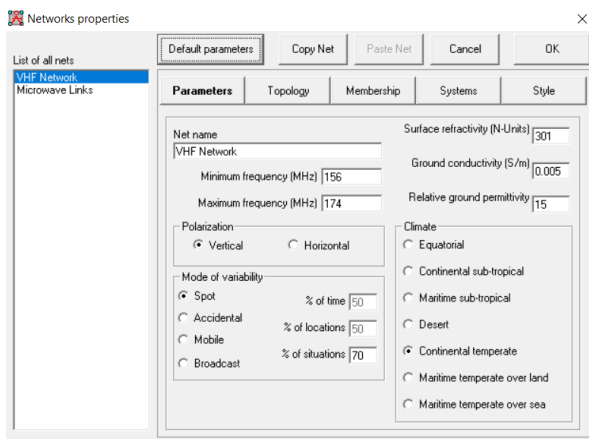 Networks properties
List of all nets
VHF Network
Microwave Links
Default parameters
Copy Net
Paste Net
Cancel
OK
Parameters
Topology
Membership
Systems
Style
Net name
VHF Network
Minimum frequency (MHz) 156
Maximum frequency (MHz) 174
Surface refractivity (N-Units) 301
Ground conductivity (S/m) 0.005
Relative ground permittivity 15
Polarization
Vertical Horizontal
Mode of variability
Spot
Accidental
Mobile
Broadcast
% of time 50
% of locations 50
% of situations 70
Climate
Equatorial
Continental sub-tropical
Maritime sub-tropical
Desert
Continental temperate
Maritime temperate over land
Maritime temperate over sea